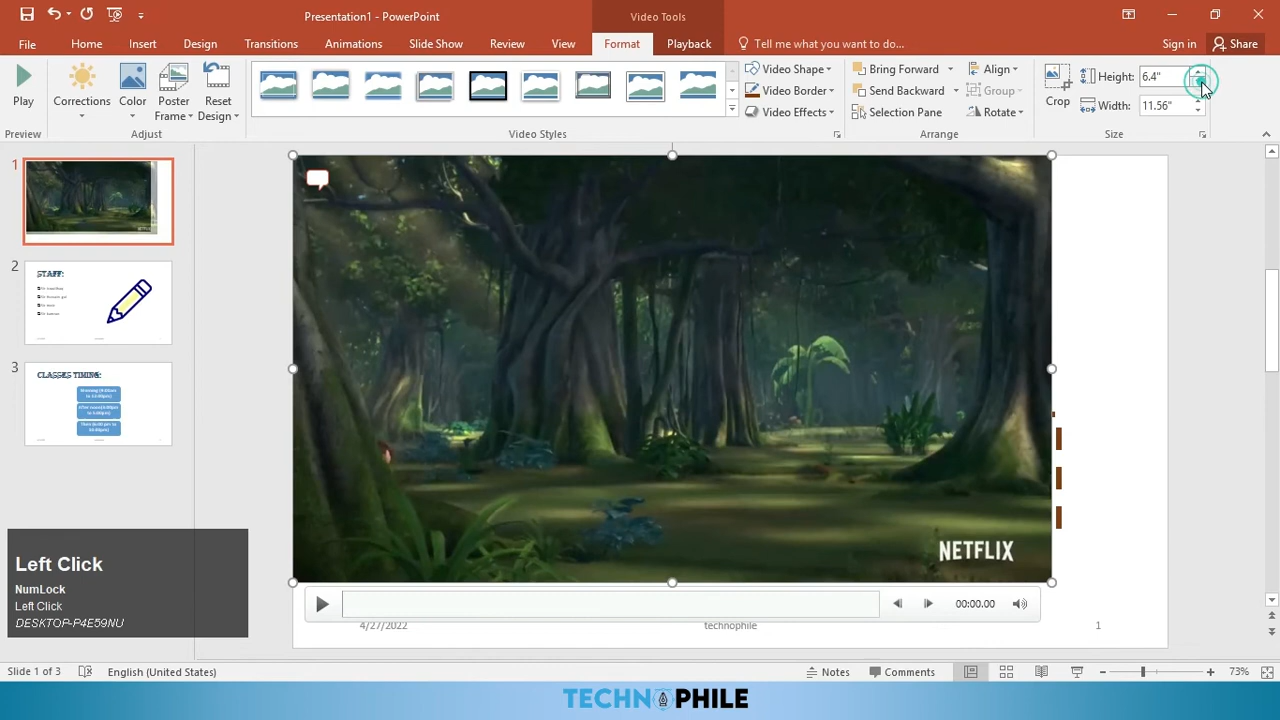 Presentation1 - PowerPoint
Video Tools
File
Home
Insert
Design
Transitions
Animations
Slide Show
Review
View
Format
Playback
Tell me what you want to do...
Sign in
Share
Play
Corrections
Color
Poster Frame
Reset Design
Video Shape
Video Border
Video Effects
Bring Forward
Send Backward
Selection Pane
Align
Group
Rotate
Crop
Height: 6.4"
Width: 11.56"
Preview
Adjust
Video Styles
Arrange
Size
1
2
STAFF:
3
CLASSES TIMING:
NETFLIX
00:00.00
4/27/2022
technophile
1
Left Click
NumLock
Left Click
DESKTOP-P4E59NU
Slide 1 of 3
English (United States)
Notes
Comments
73%
TECHNOPHILE